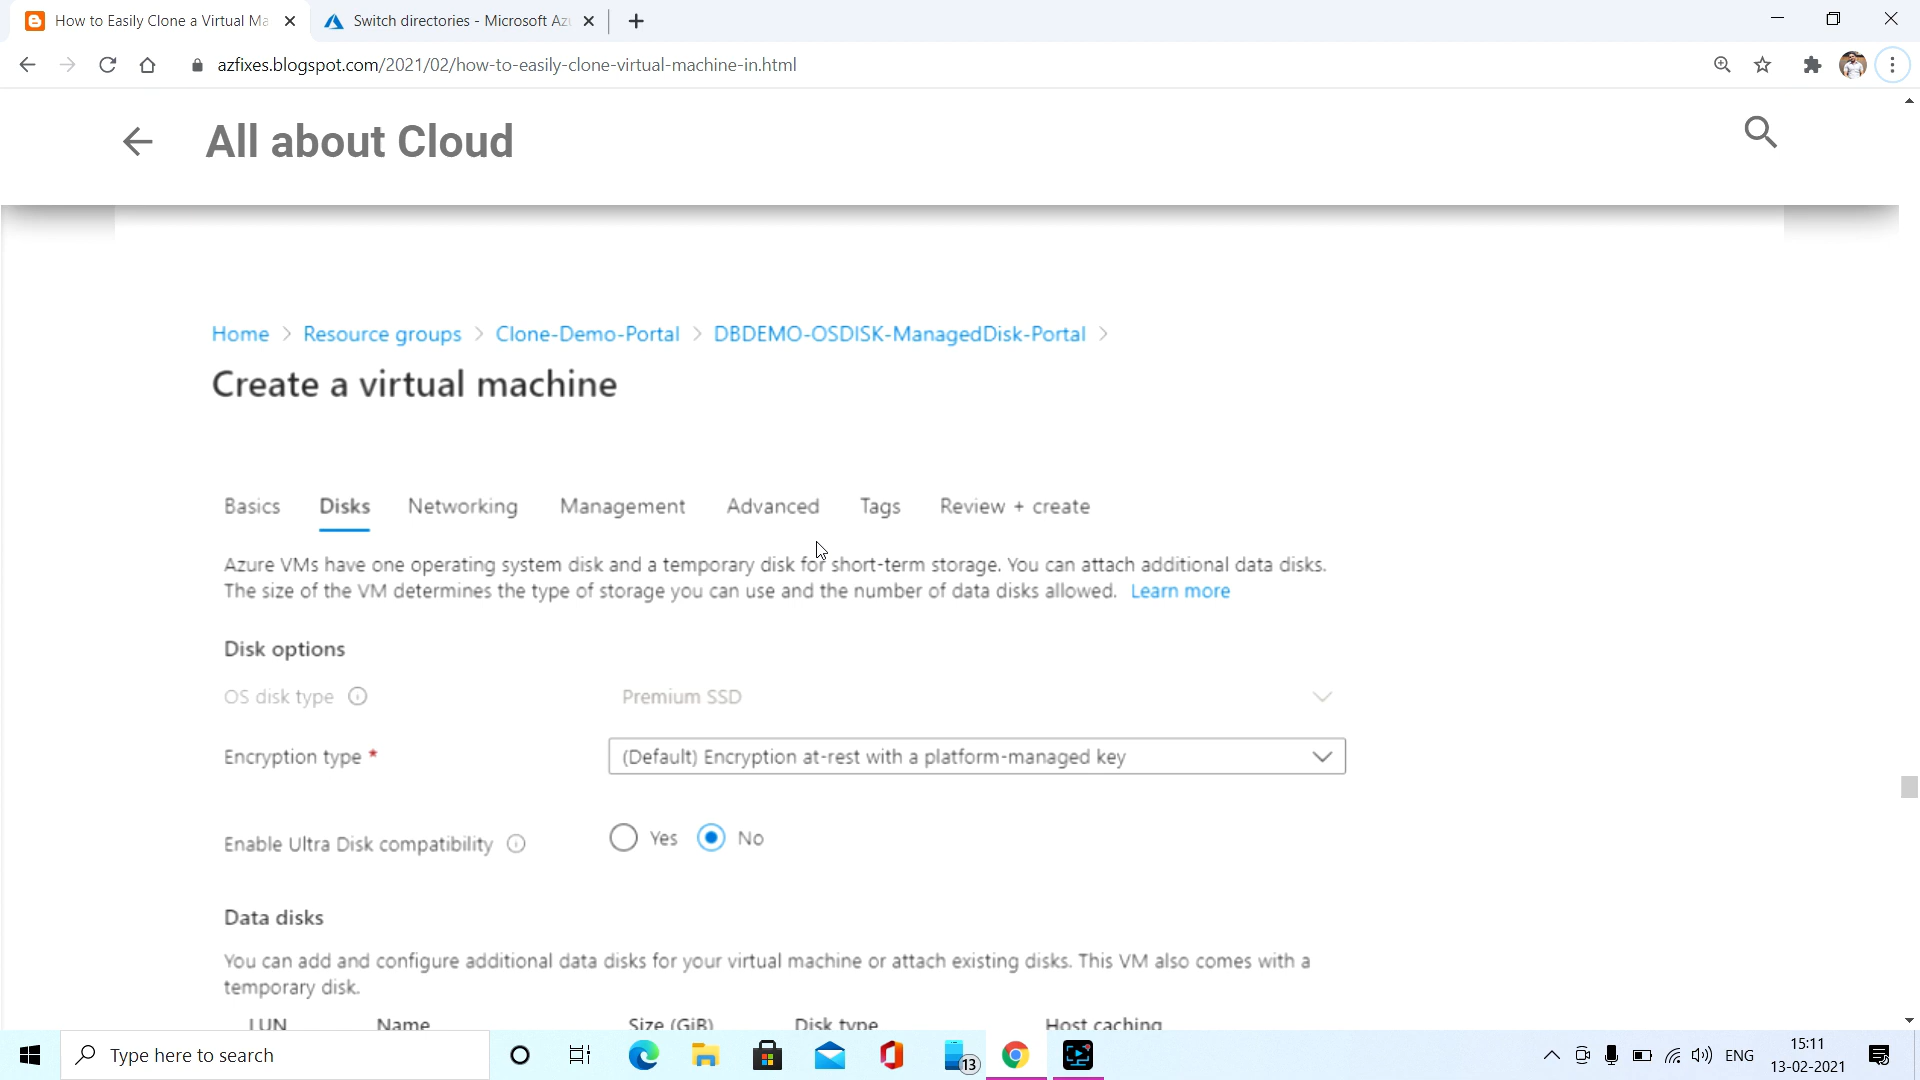 How to Easily Clone a Virtual Ma
Switch directories - Microsoft Az
azfixes.blogspot.com/2021/02/how-to-easily-clone-virtual-machine-in.html
All about Cloud
Home > Resource groups > Clone-Demo-Portal > DBDEMO-OSDISK-ManagedDisk-Portal >
Create a virtual machine
Basics Disks Networking Management Advanced Tags Review + create
Azure VMs have one operating system disk and a temporary disk for short-term storage. You can attach additional data disks.
The size of the VM determines the type of storage you can use and the number of data disks allowed. Learn more
Disk options
OS disk type Premium SSD
Encryption type * (Default) Encryption at-rest with a platform-managed key
Enable Ultra Disk compatibility Yes No
Data disks
You can add and configure additional data disks for your virtual machine or attach existing disks. This VM also comes with a
temporary disk.
LUN Name Size (GiB) Disk type Host caching
Type here to search
13
ENG
15:11
13-02-2021